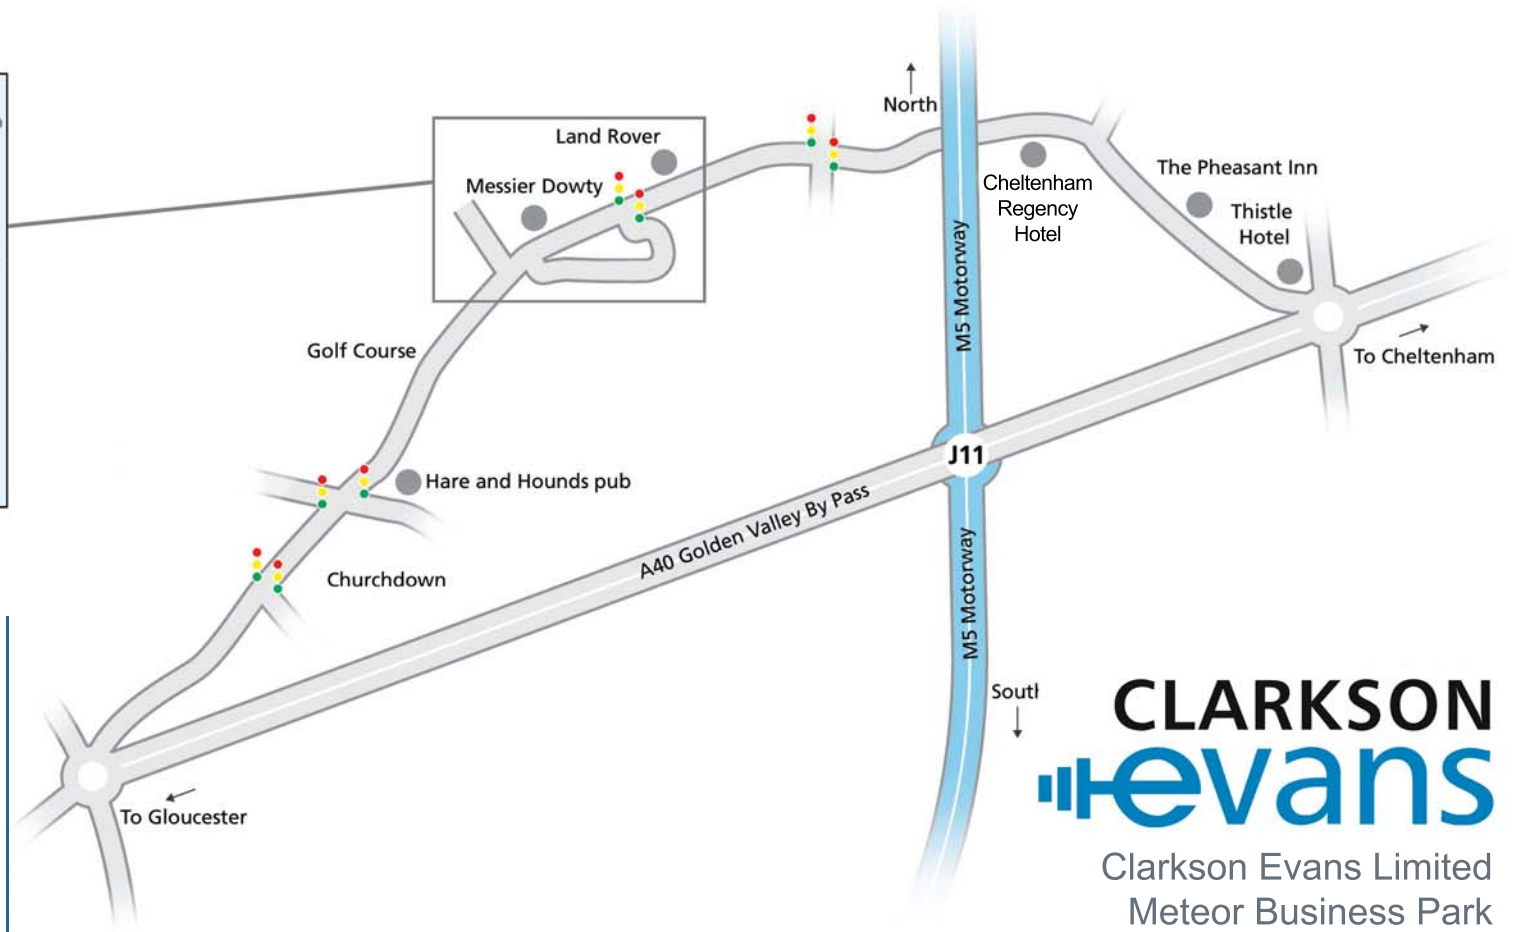 North
Land Rover
Messier Dowty
The Pheasant Inn
Cheltenham
Regency
Hotel
Thistle
Hotel
M5 Motorway
Golf Course
To Cheltenham
J11
Hare and Hounds pub
A40 Golden Valley By Pass
Churchdown
M5 Motorway
South
To Gloucester
CLARKSON
evans
Clarkson Evans Limited
Meteor Business Park